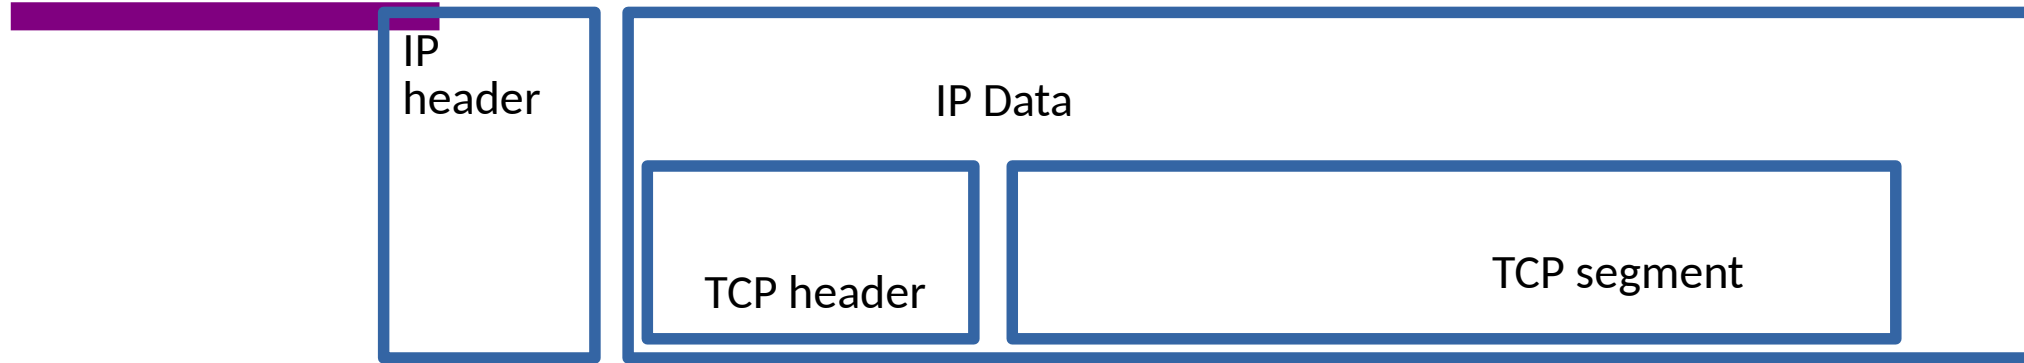 IP
header
IP Data
TCP header
TCP segment